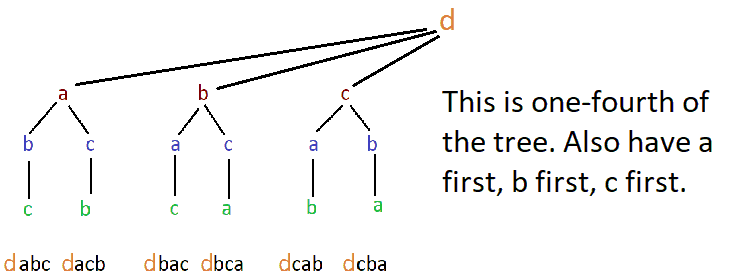 d
a b c
This is one-fourth of
b c a c a b
the tree. Also have a
first, b first, c first.
c b c a b a
dabc dacb dbac dbca dcab dcba